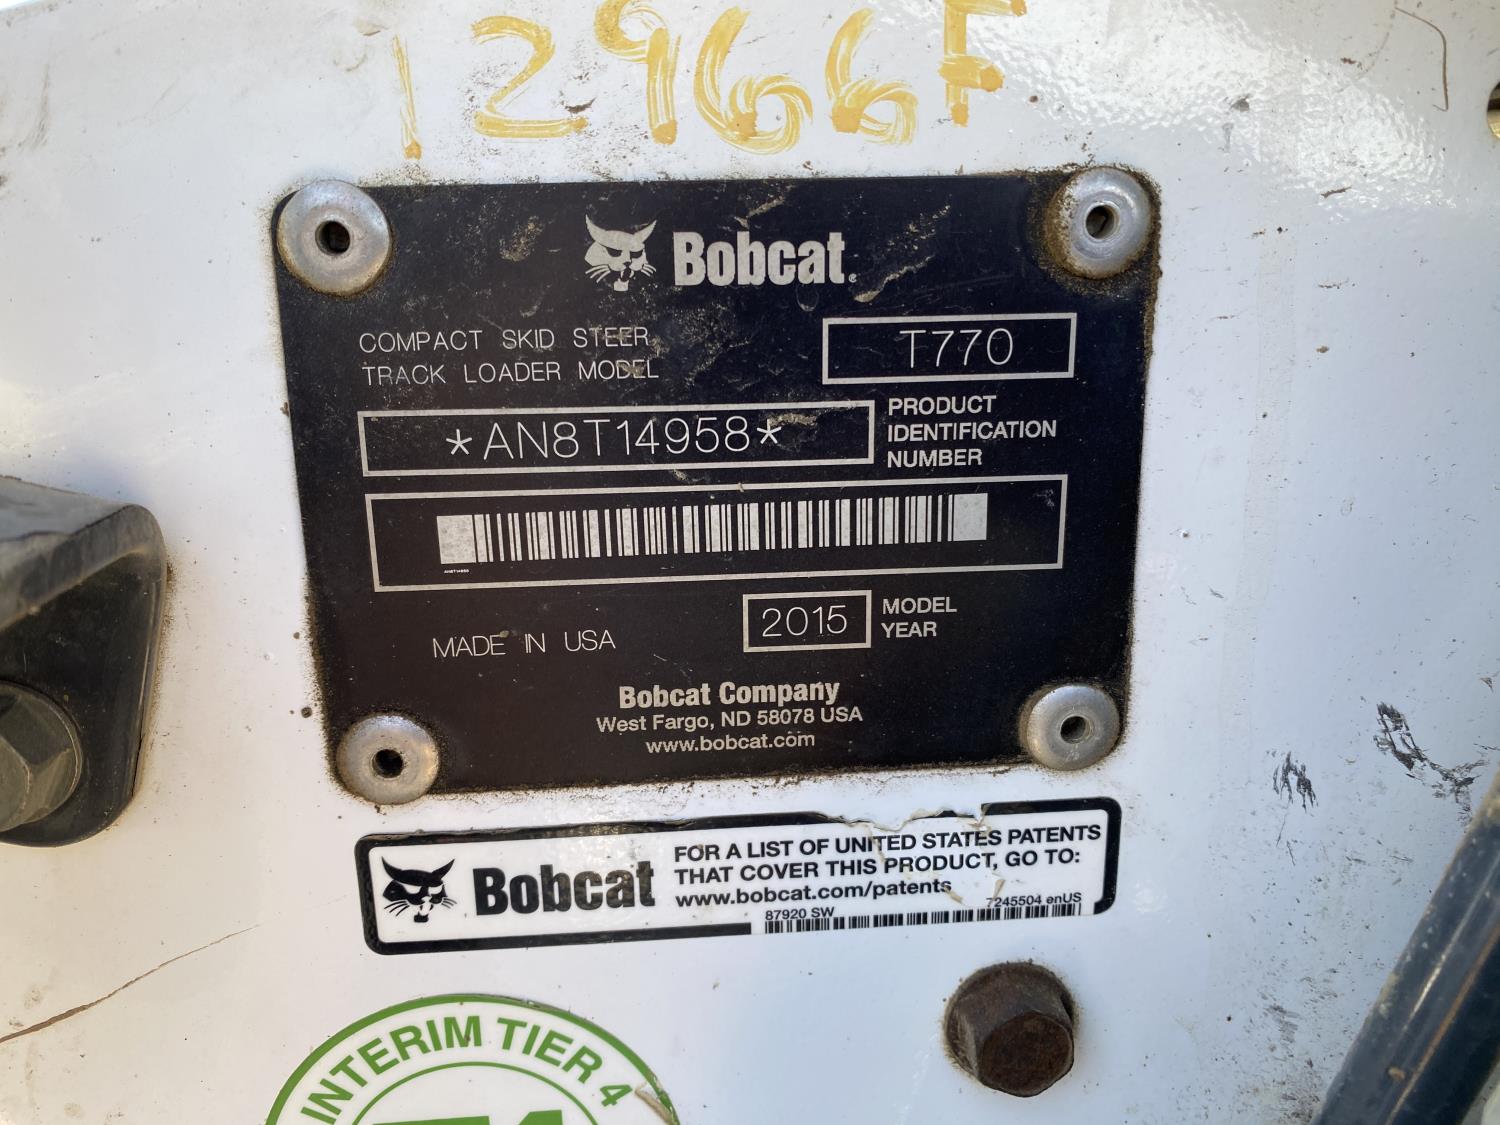 12966F
Bobcat
COMPACT SKID STEER
TRACK LOADER MODEL
T770
*AN8T14958*
PRODUCT
IDENTIFICATION
NUMBER
AN8T14958
MADE IN USA
2015
MODEL
YEAR
Bobcat Company
West Fargo, ND 58078 USA
www.bobcat.com
Bobcat
FOR A LIST OF UNITED STATES PATENTS
THAT COVER THIS PRODUCT, GO TO:
www.bobcat.com/patents
87920 SW
7245504 enUS
INTERIM TIER 4